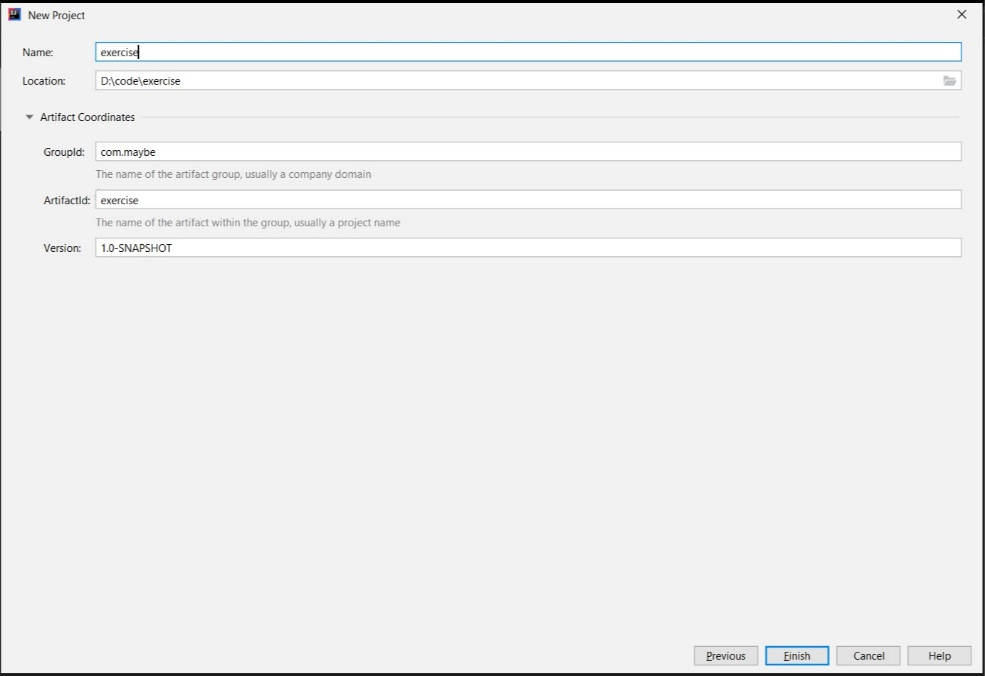 New Project
Name: exercise
Location: D:\code\exercise
Artifact Coordinates
GroupId: com.maybe
The name of the artifact group, usually a company domain
ArtifactId: exercise
The name of the artifact within the group, usually a project name
Version: 1.0-SNAPSHOT
Previous Finish Cancel Help